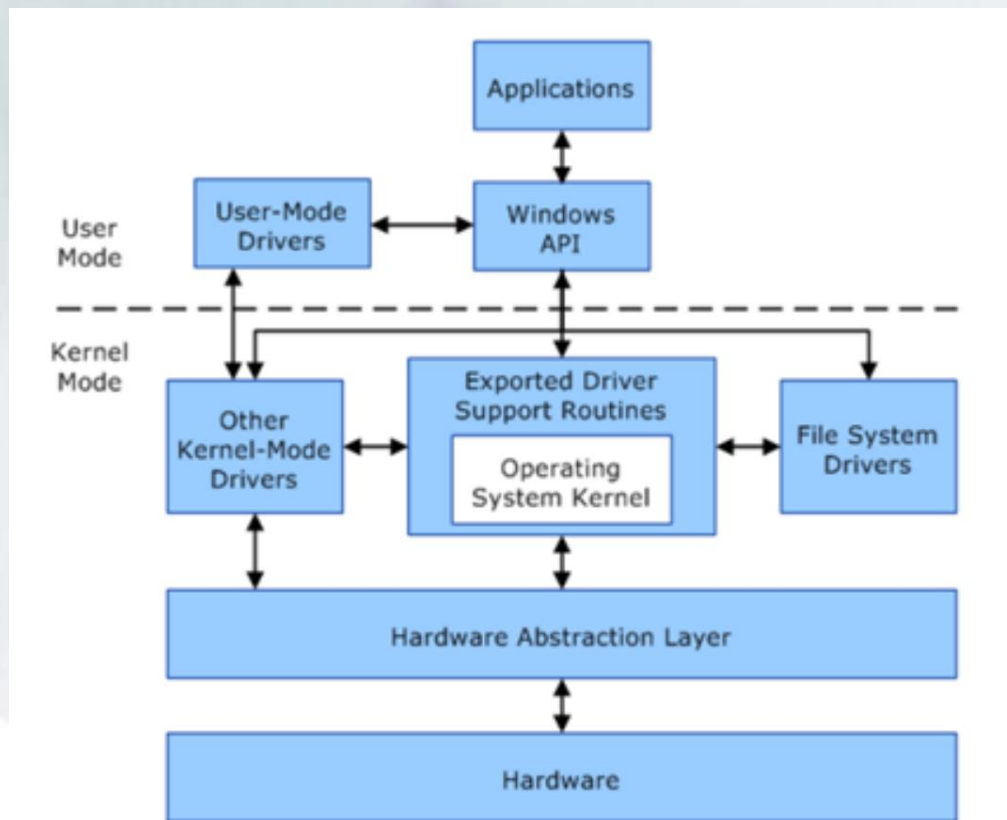 Applications
User-Mode
Drivers
Windows
API
User
Mode
Kernel
Mode
Other
Kernel-Mode
Drivers
Exported Driver
Support Routines
Operating
System Kernel
File System
Drivers
Hardware Abstraction Layer
Hardware